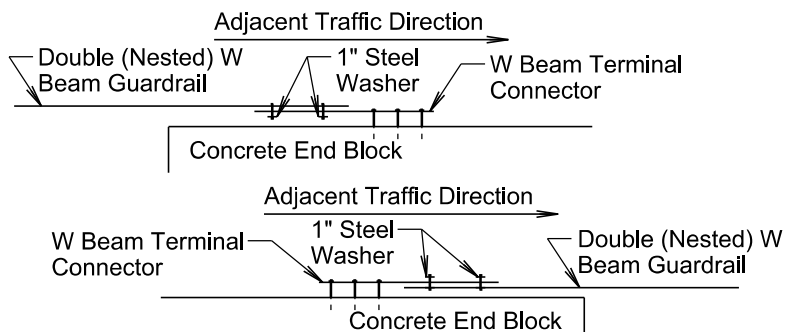 Adjacent Traffic Direction
Double (Nested) W
Beam Guardrail
1" Steel
Washer
W Beam Terminal
Connector
Concrete End Block
Adjacent Traffic Direction
W Beam Terminal
Connector
1" Steel
Washer
Double (Nested) W
Beam Guardrail
Concrete End Block